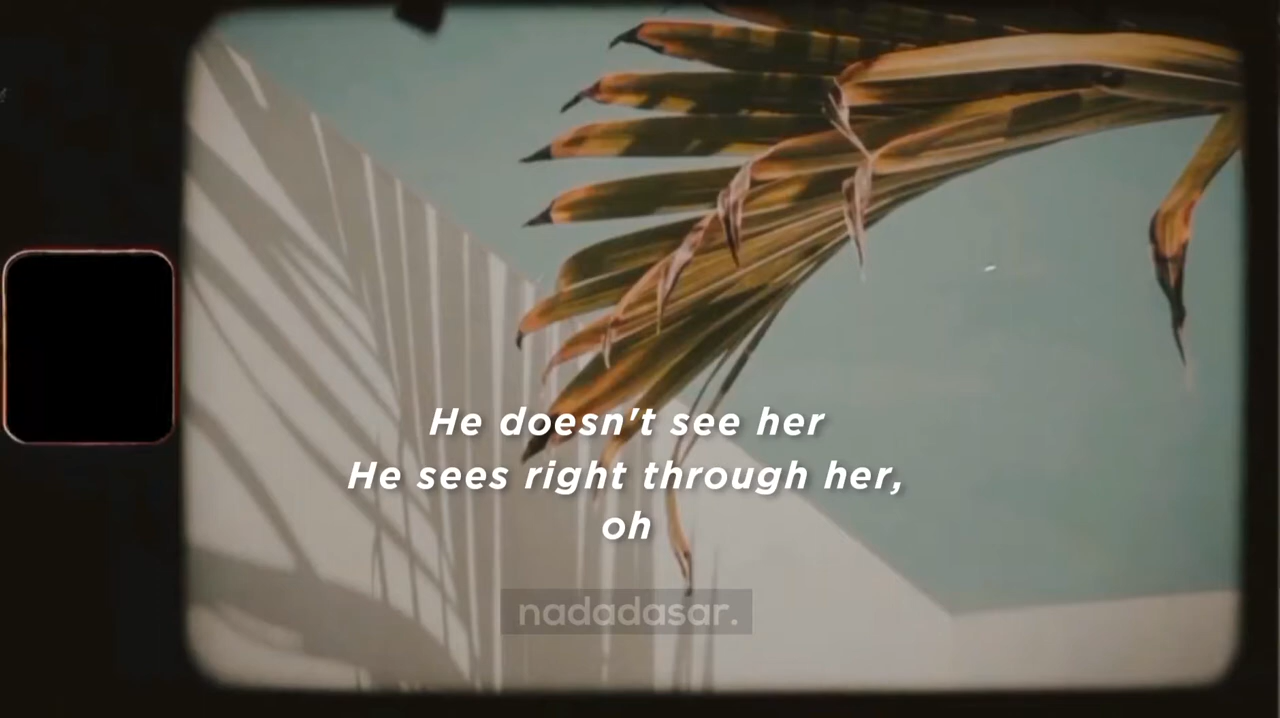 He doesn't see her
He sees right through her,
oh
nadadasar.